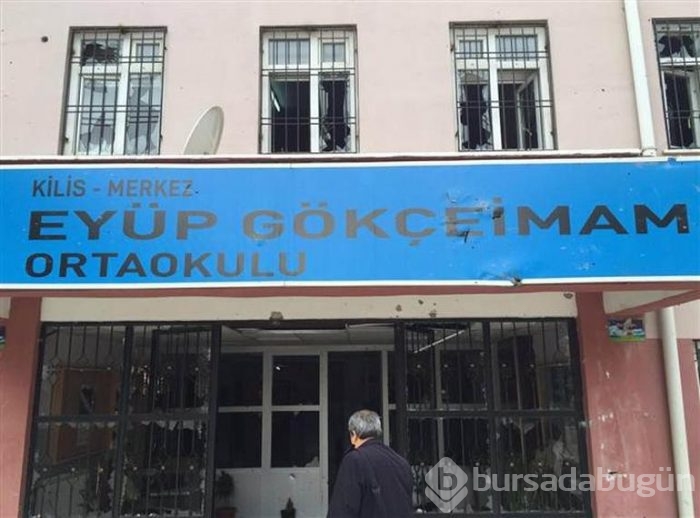 KİLİS - MERKEZ
EYÜP GÖKÇEİMAM
ORTAOKULU
bursadabugün